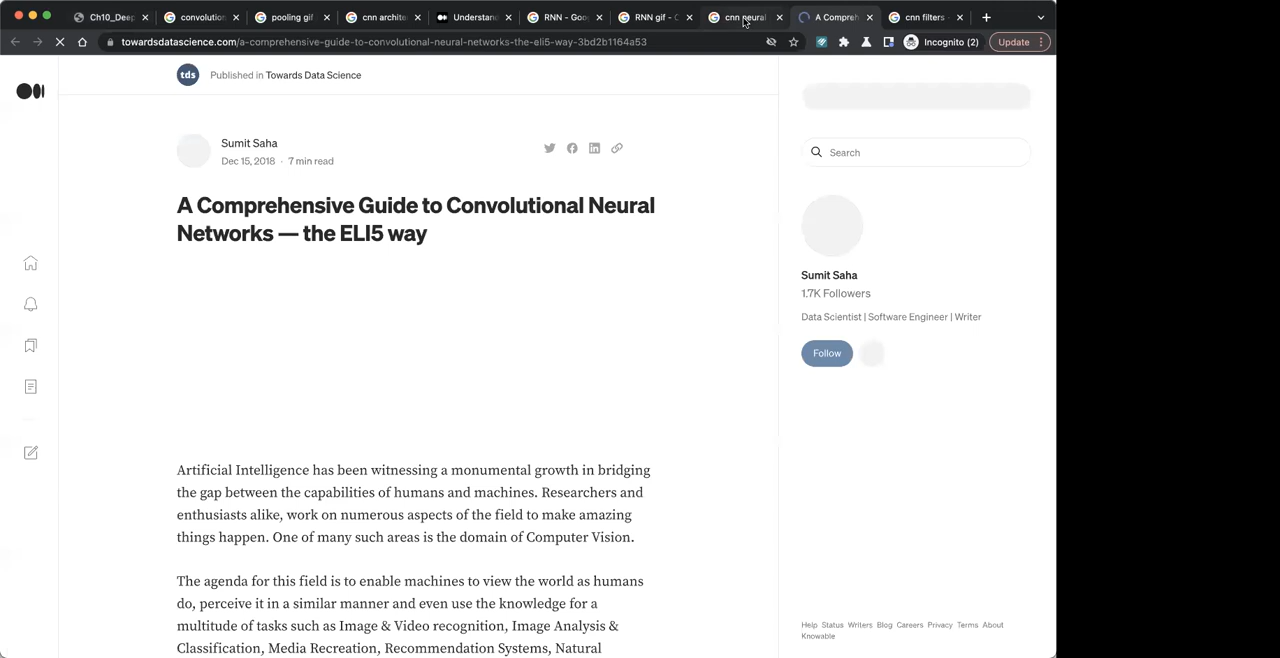 Ch10_Deep
convolution
pooling gif
cnn archite
Understan
RNN - Goo
RNN gif - G
cnn neural
A Compreh
cnn filters -
towardsdatascience.com/a-comprehensive-guide-to-convolutional-neural-networks-the-eli5-way-3bd2b1164a53
Incognito (2)
Update
tds
Published in Towards Data Science
Sumit Saha
Dec 15, 2018 · 7 min read
A Comprehensive Guide to Convolutional Neural
Networks — the ELI5 way
Artificial Intelligence has been witnessing a monumental growth in bridging
the gap between the capabilities of humans and machines. Researchers and
enthusiasts alike, work on numerous aspects of the field to make amazing
things happen. One of many such areas is the domain of Computer Vision.
The agenda for this field is to enable machines to view the world as humans
do, perceive it in a similar manner and even use the knowledge for a
multitude of tasks such as Image & Video recognition, Image Analysis &
Classification, Media Recreation, Recommendation Systems, Natural
Search
Sumit Saha
1.7K Followers
Data Scientist | Software Engineer | Writer
Follow
Help Status Writers Blog Careers Privacy Terms About
Knowable